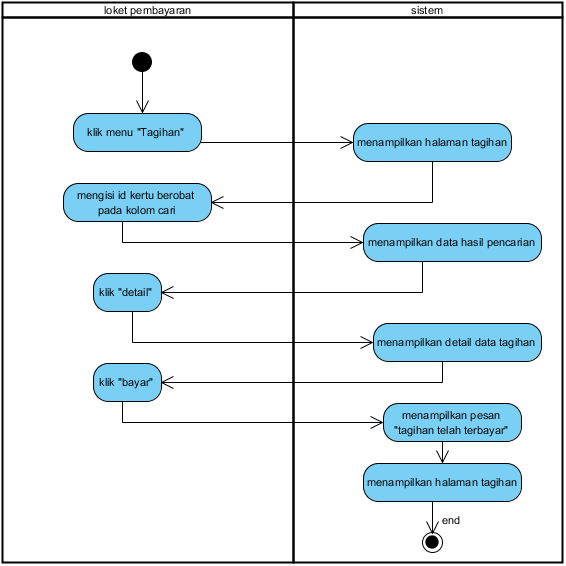 loket pembayaran
sistem
klik menu "Tagihan"
menampilkan halaman tagihan
mengisi id kertu berobat
pada kolom cari
menampilkan data hasil pencarian
klik "detail"
menampilkan detail data tagihan
klik "bayar"
menampilkan pesan
"tagihan telah terbayar"
menampilkan halaman tagihan
end